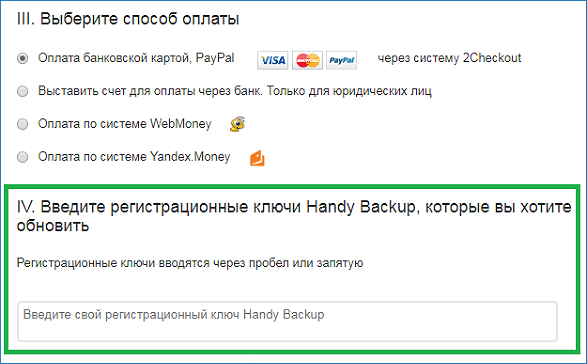 III. Выберите способ оплаты
Оплата банковской картой, PayPal VISA MasterCard PayPal через систему 2Checkout
Выставить счет для оплаты через банк. Только для юридических лиц
Оплата по системе WebMoney
Оплата по системе Yandex.Money
IV. Введите регистрационные ключи Handy Backup, которые вы хотите
обновить
Регистрационные ключи вводятся через пробел или запятую
Введите свой регистрационный ключ Handy Backup